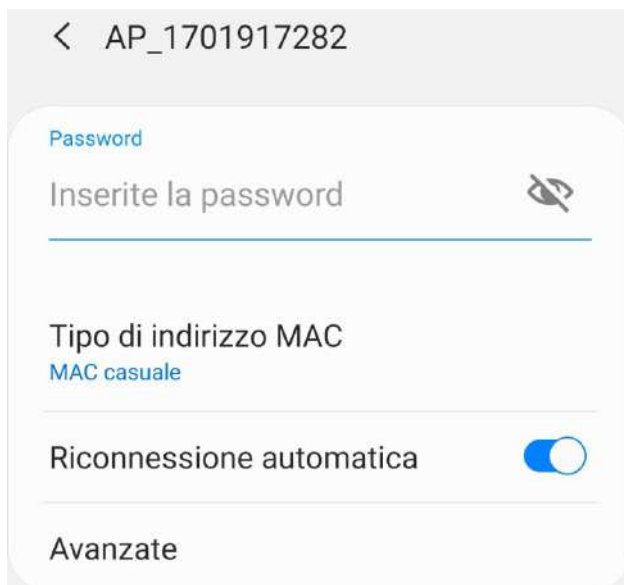 AP_1701917282
Password
Inserite la password
Tipo di indirizzo MAC
MAC casuale
Riconnessione automatica
Avanzate